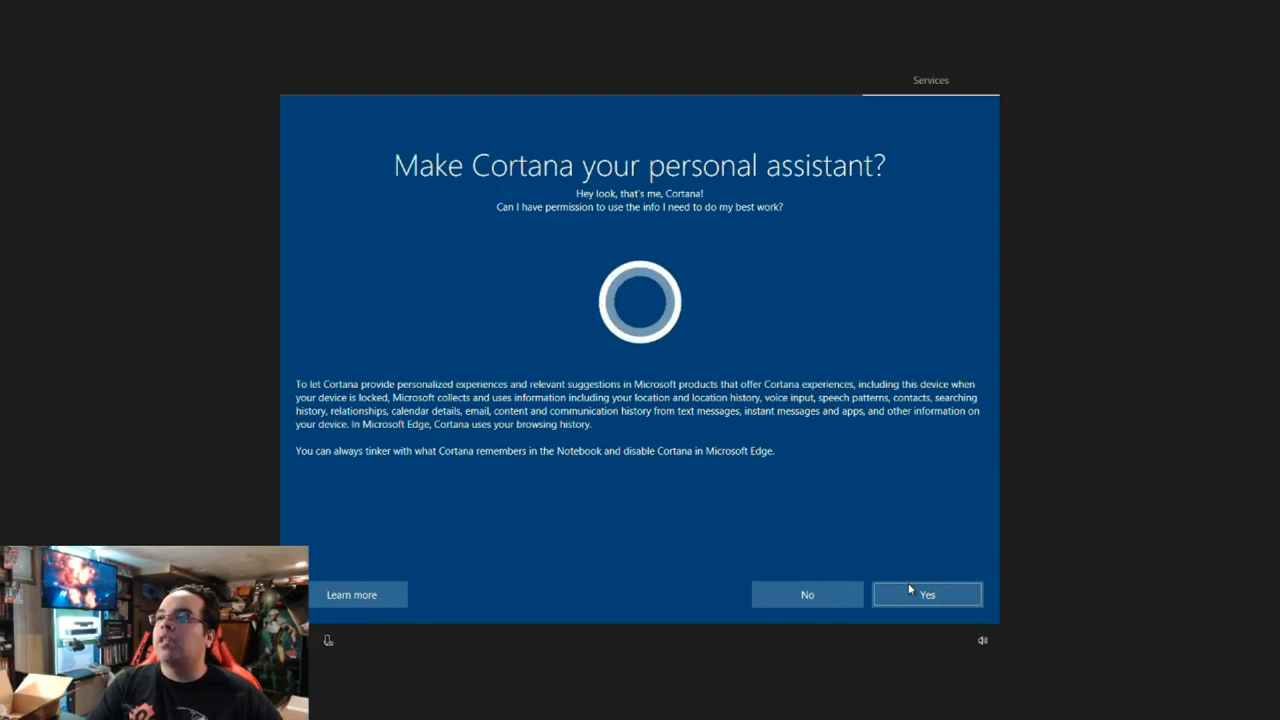 Services
Make Cortana your personal assistant?
Hey look, that's me, Cortana!
Can I have permission to use the info I need to do my best work?
To let Cortana provide personalized experiences and relevant suggestions in Microsoft products that offer Cortana experiences, including this device when
your device is locked, Microsoft collects and uses information including your location and location history, voice input, speech patterns, contacts, searching
history, relationships, calendar details, email, content and communication history from text messages, instant messages and apps, and other information on
your device. In Microsoft Edge, Cortana uses your browsing history.
You can always tinker with what Cortana remembers in the Notebook and disable Cortana in Microsoft Edge.
Learn more
No
Yes